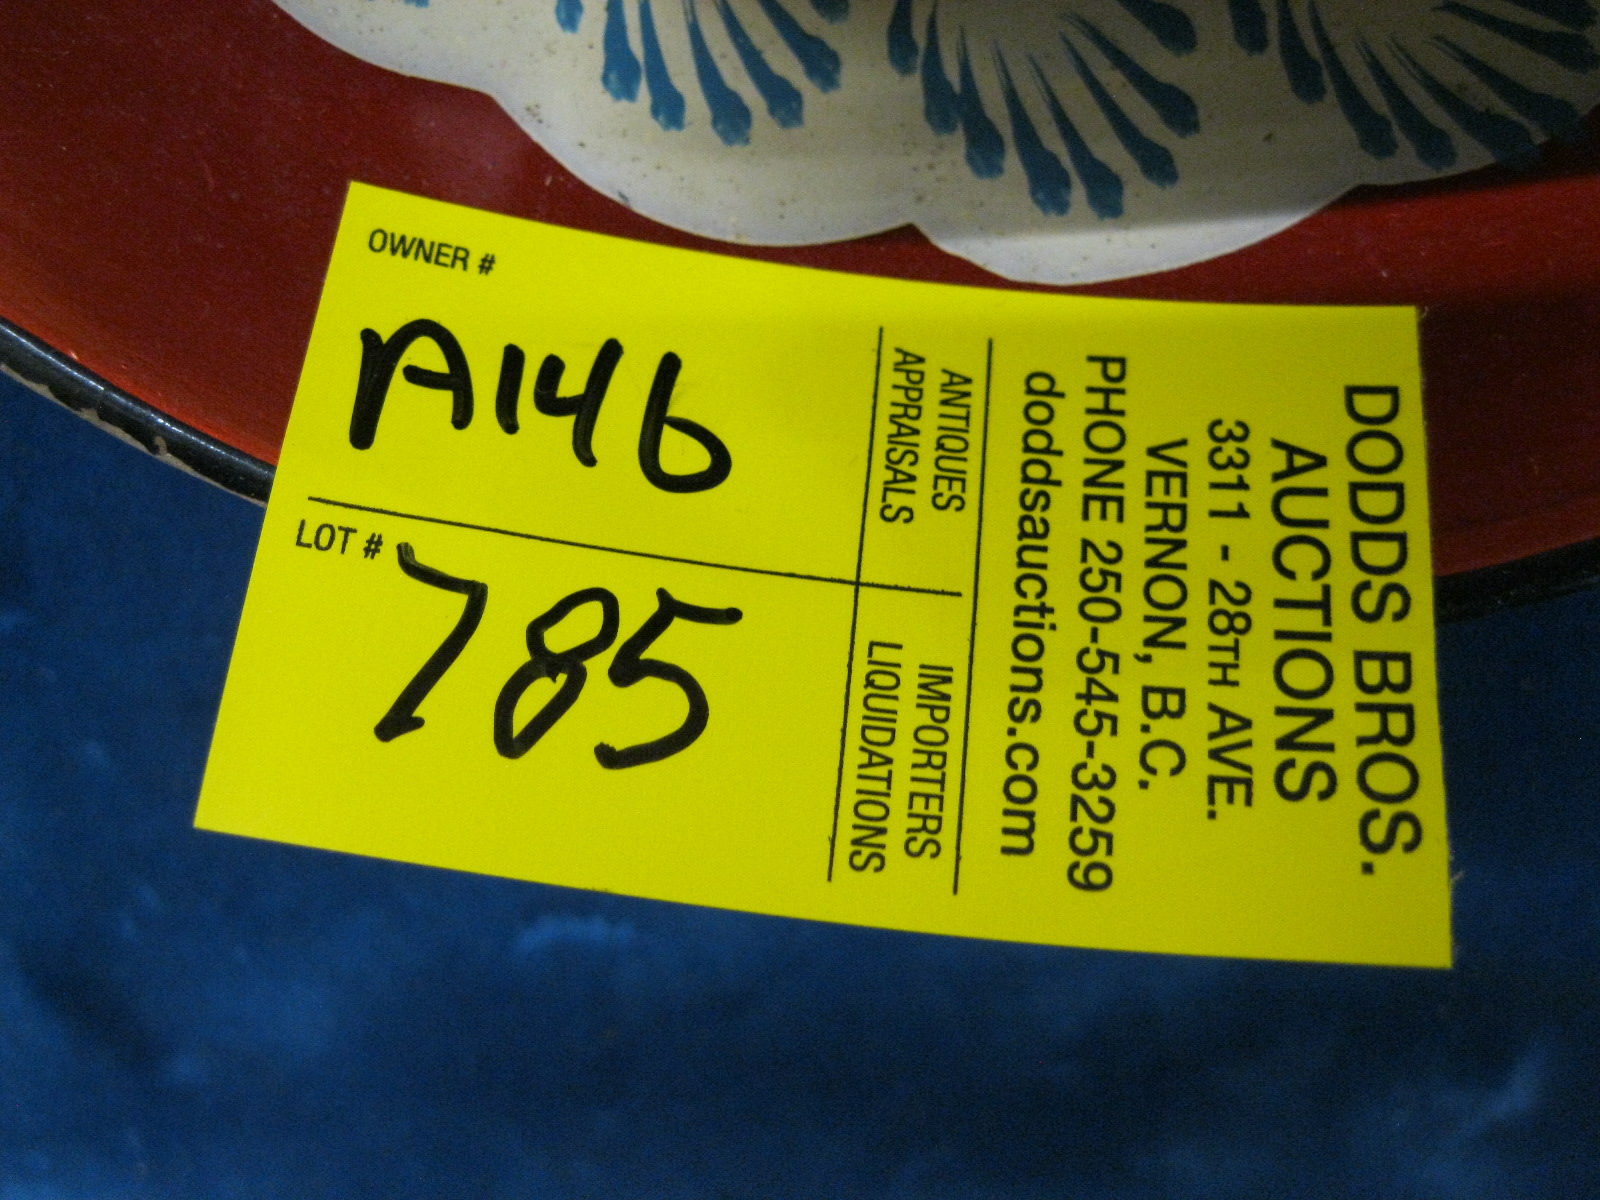 OWNER #
A146
LOT #
785
ANTIQUES
APPRAISALS
IMPORTERS
LIQUIDATIONS
DODDS BROS.
AUCTIONS
3311 - 28TH AVE.
VERNON, B.C.
PHONE 250-545-3259
doddsauctions.com